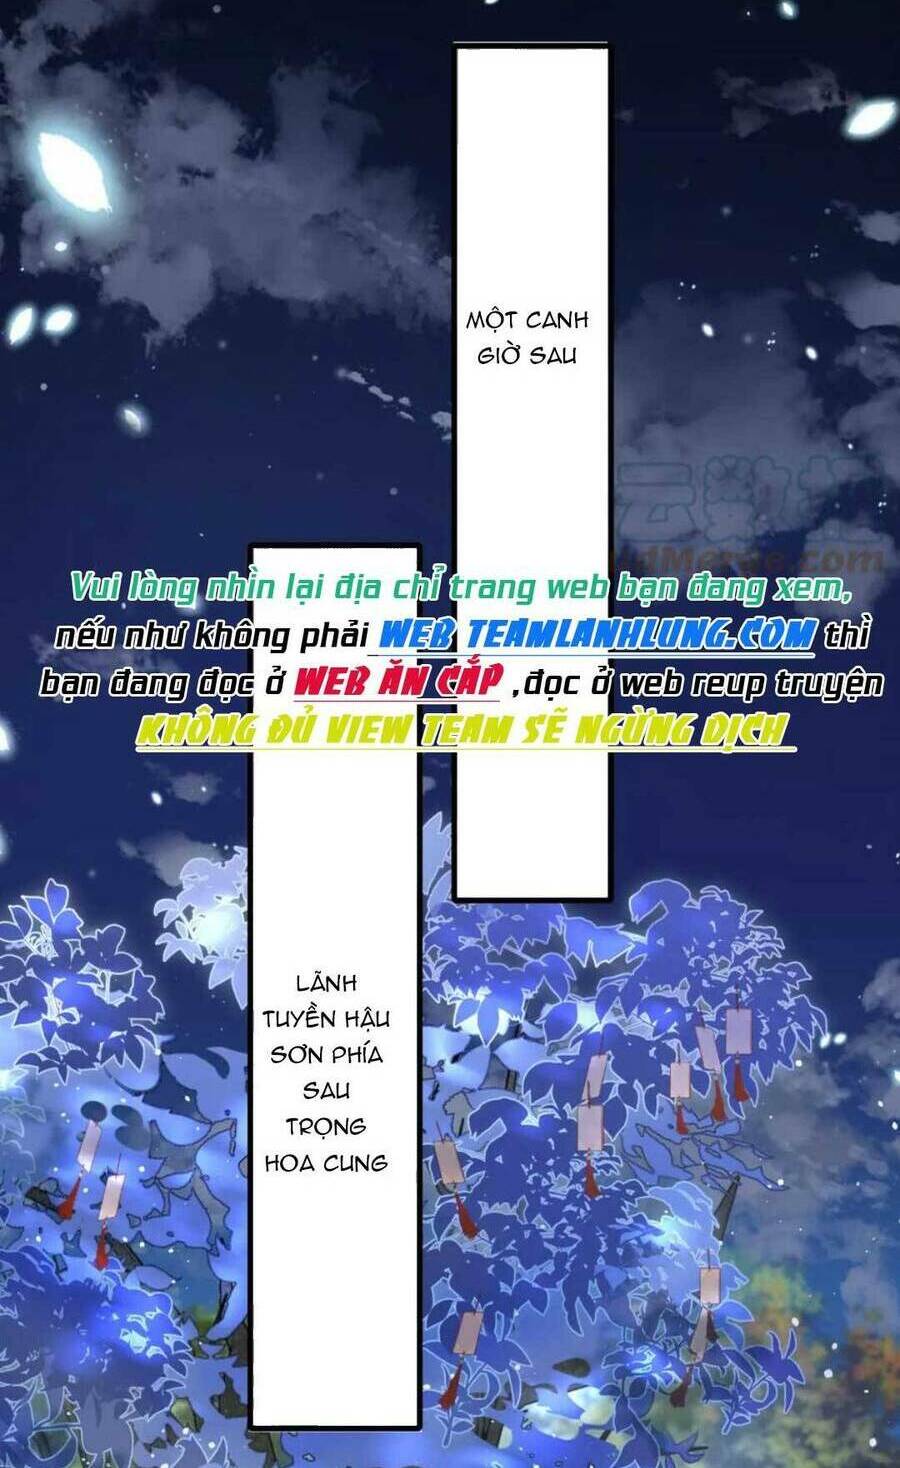 MỘT CANH
GIỜ SAU
Vui lòng nhìn lại địa chỉ trang web bạn đang xem,
nếu như không phải WEB TEAMLANHLUNG.COM thì
bạn đang đọc ở WEB ĂN CẮP ,đọc ở web reup truyện
KHÔNG ĐỦ VIEW TEAM SẼ NGỪNG DỊCH
LÃNH
TUYỀN HẬU
SƠN PHÍA
SAU
TRỌNG
HOA CUNG